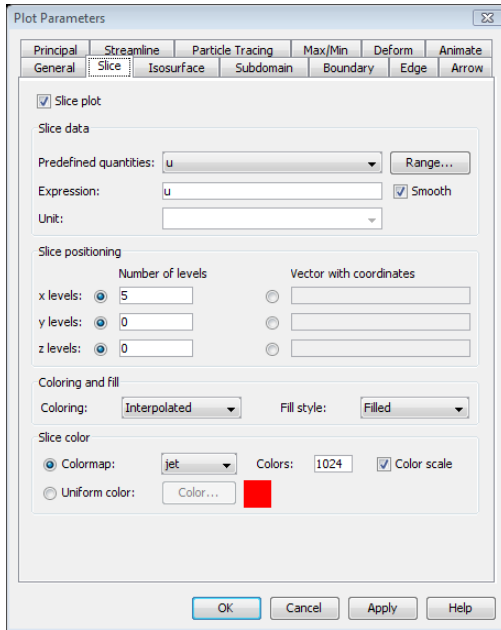 Plot Parameters
Principal Streamline Particle Tracing Max/Min Deform Animate
General Slice Isosurface Subdomain Boundary Edge Arrow
Slice plot
Slice data
Predefined quantities: u Range...
Expression: u Smooth
Unit:
Slice positioning
Number of levels Vector with coordinates
x levels: 5
y levels: 0
z levels: 0
Coloring and fill
Coloring: Interpolated Fill style: Filled
Slice color
Colormap: jet Colors: 1024 Color scale
Uniform color: Color...
OK Cancel Apply Help